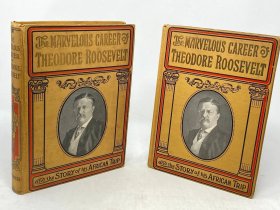 The MARVELOUS CAREER OF
THEODORE ROOSEVELT
AND the STORY OF HIS AFRICAN TRIP
The MARVELOUS CAREER OF
THEODORE ROOSEVELT
AND the STORY OF HIS AFRICAN TRIP